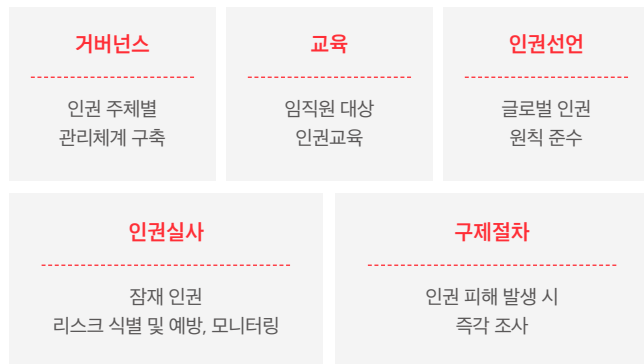 거버넌스
인권 주체별
관리체계 구축
교육
임직원 대상
인권교육
인권선언
글로벌 인권
원칙 준수
인권실사
잠재 인권
리스크 식별 및 예방, 모니터링
구제절차
인권 피해 발생 시
즉각 조사